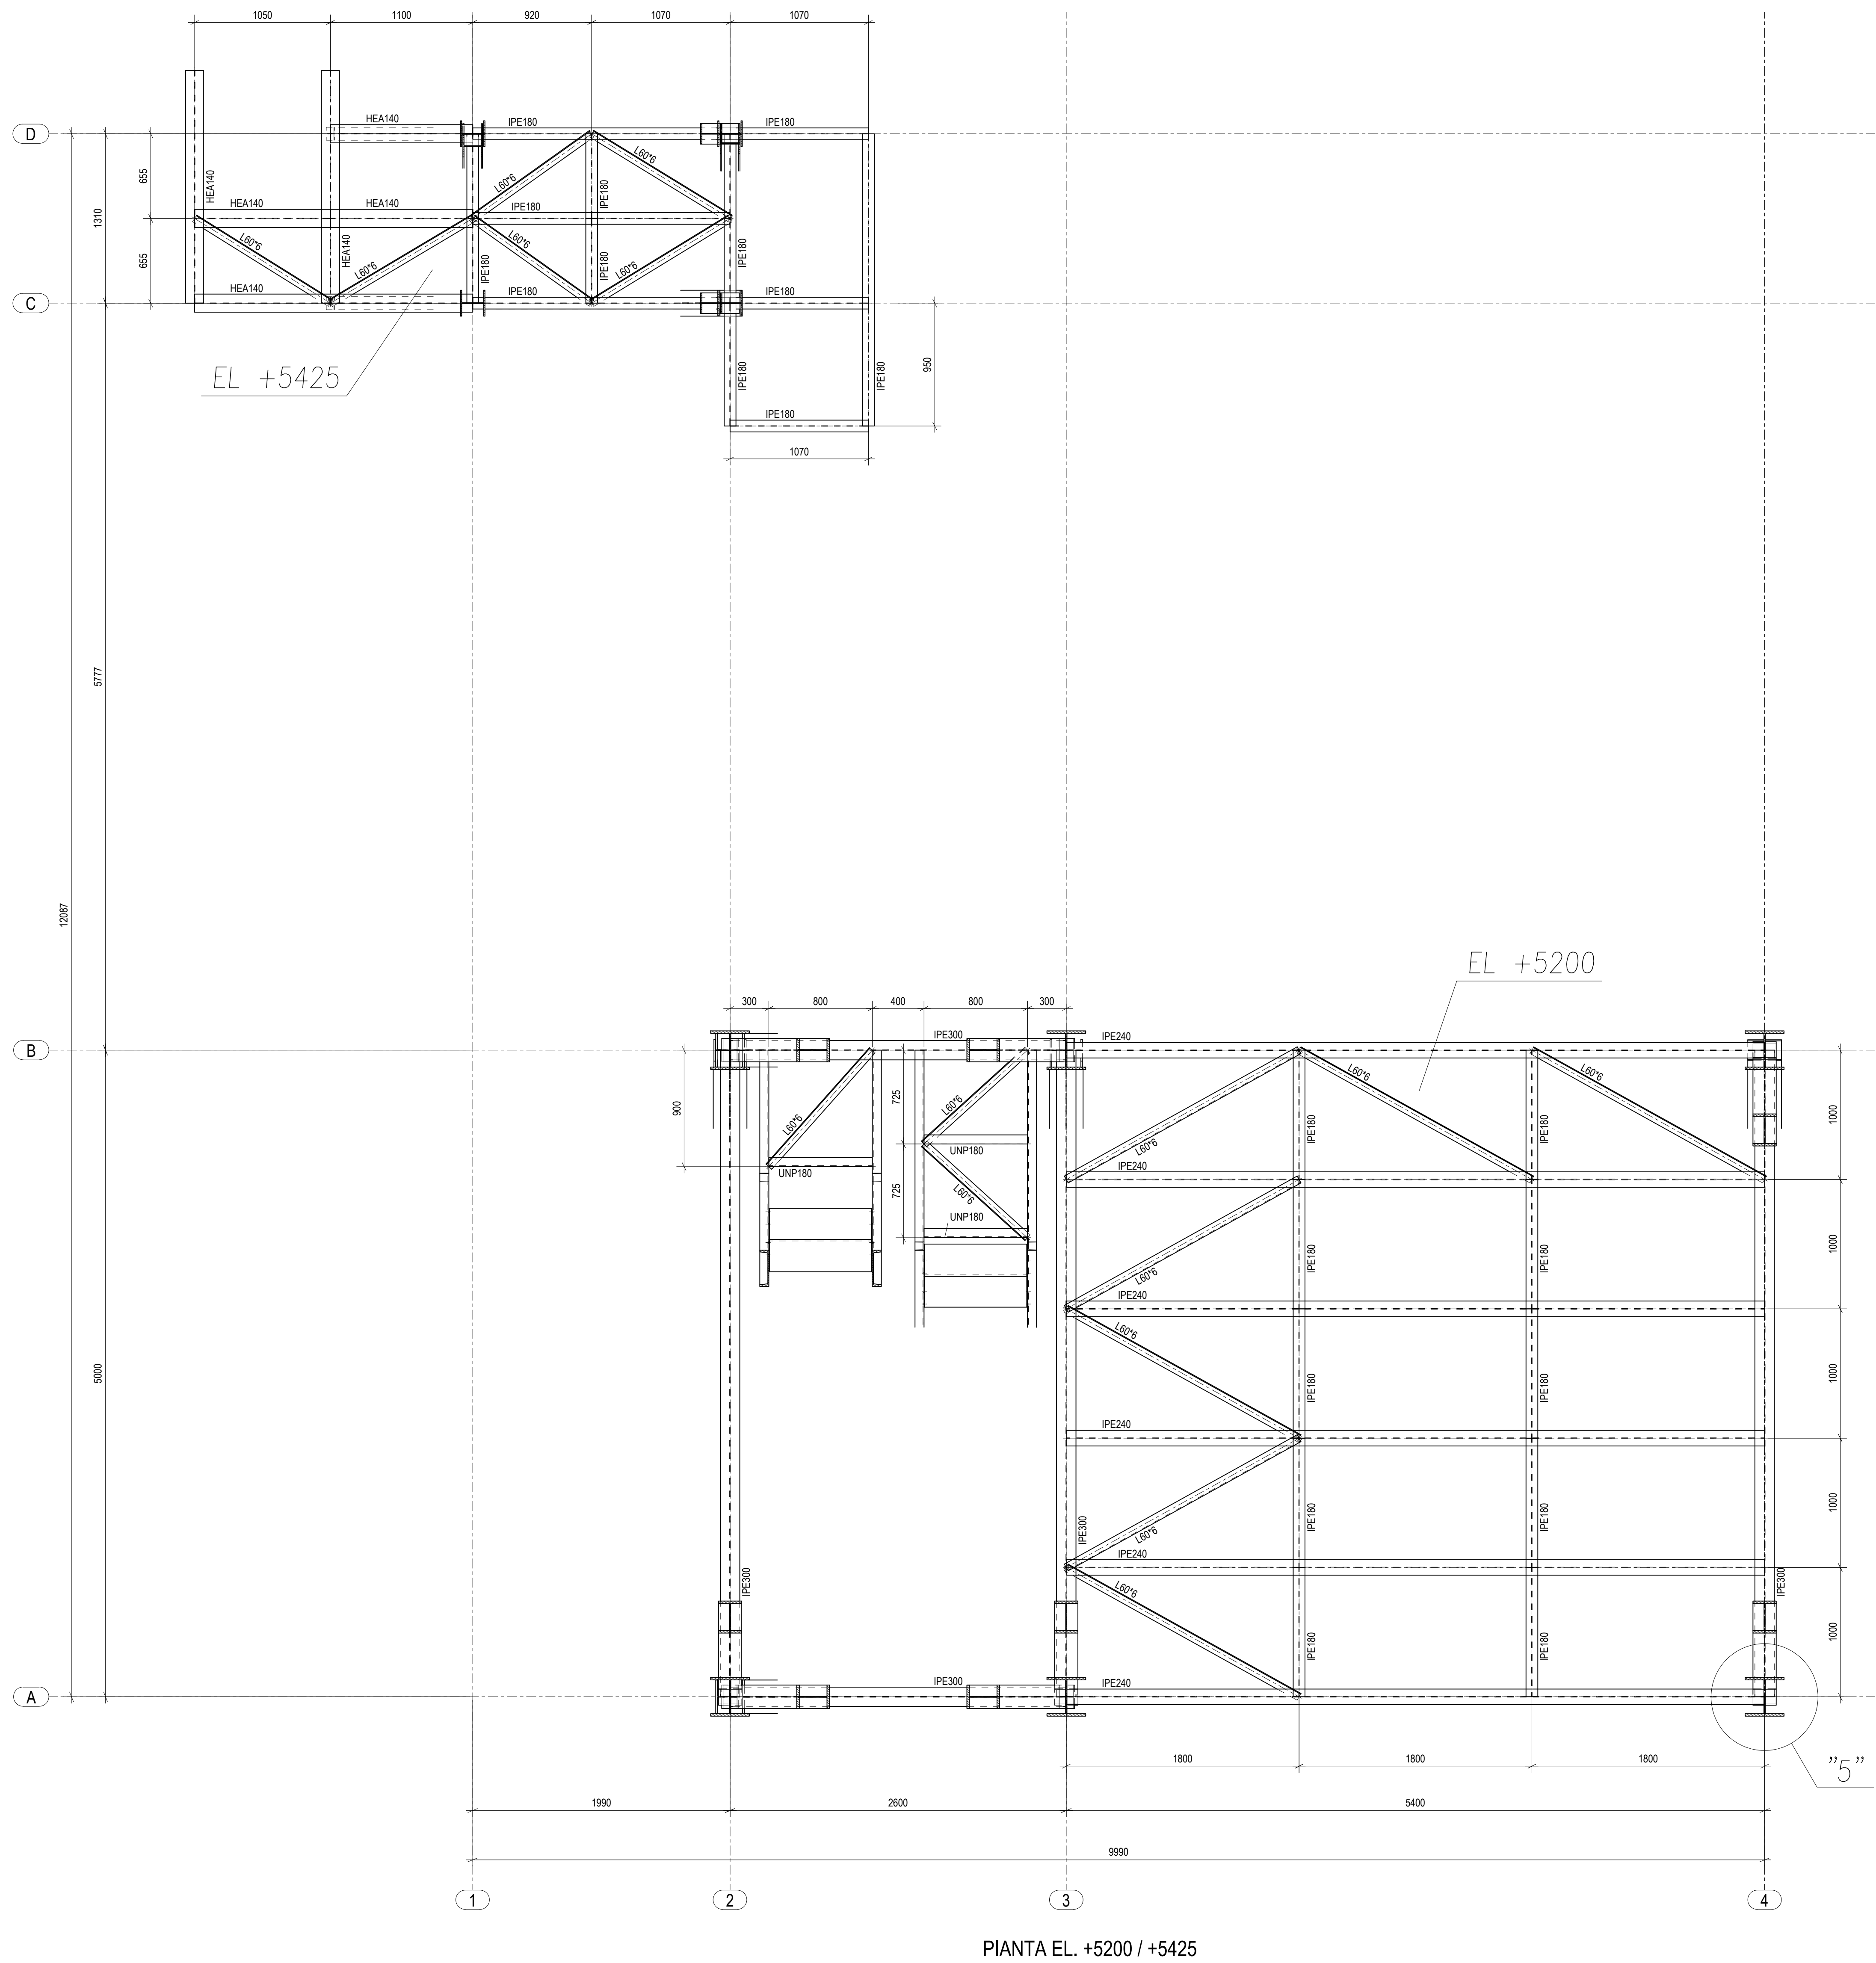 1050 1100 920 1070 1070
D
HEA140 IPE180 IPE180
655
HEA140
L60*6
L60*6
IPE180
HEA140 HEA140 IPE180
1310
L60*6
HEA140
L60*6
L60*6
IPE180
IPE180
L60*6
IPE180
655
HEA140 IPE180 IPE180
C
EL +5425
IPE180
IPE180
950
IPE180
1070
5777
12087
EL +5200
300 800 400 800 300
B
IPE300 IPE240
900
725
L60*6
L60*6
L60*6
L60*6
IPE180
IPE180
1000
L60*6
UNP180
UNP180
IPE240
725
L60*6
UNP180
IPE180
IPE180
1000
L60*6
IPE240
L60*6
5000
IPE180
IPE180
1000
IPE240
IPE300
L60*6
IPE180
IPE180
1000
IPE240
IPE300
L60*6
IPE300
IPE180
IPE180
1000
A
IPE300 IPE240
1800 1800 1800
"5"
1990 2600 5400
9990
1 2 3 4
PIANTA EL. +5200 / +5425